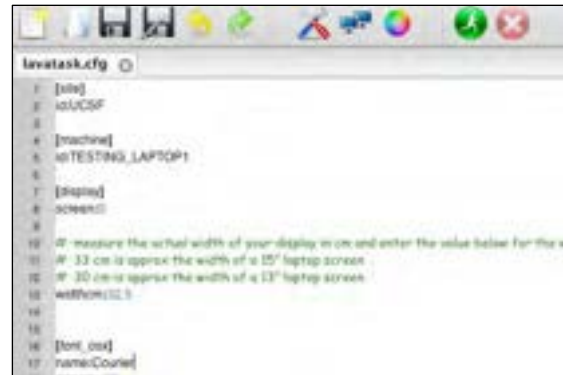 lavatask.cfg
1 [site]
2 id:UCSF
3
4 [machine]
5 id:TESTING_LAPTOP1
6
7 [display]
8 screen:0
9
10 # measure the actual width of your display in cm and enter the value below for the
11 # 33 cm is approx the width of a 15" laptop screen
12 # 30 cm is approx the width of a 13" laptop screen
13 widthcm:32.5
14
15
16 [font_osx]
17 name:Courier